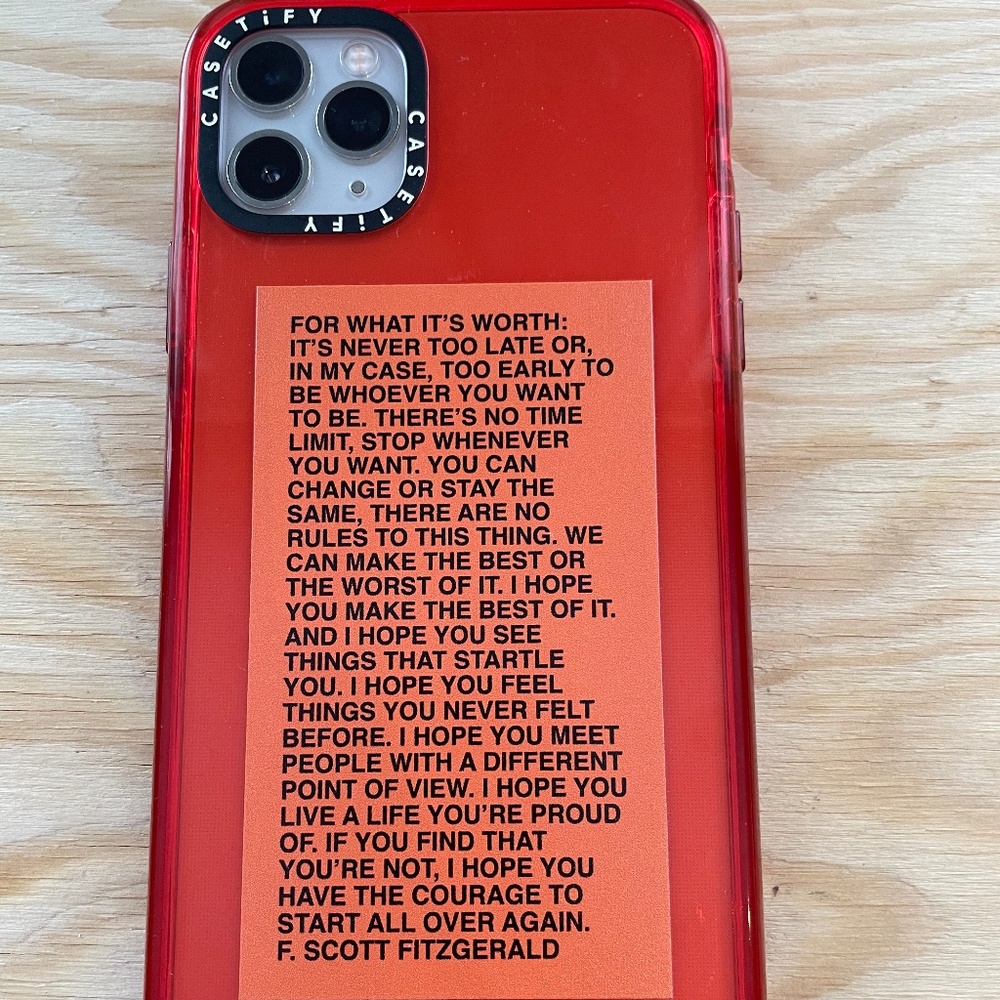 CASETiFY
CASETiFY
FOR WHAT IT'S WORTH:
IT'S NEVER TOO LATE OR,
IN MY CASE, TOO EARLY TO
BE WHOEVER YOU WANT
TO BE. THERE'S NO TIME
LIMIT, STOP WHENEVER
YOU WANT. YOU CAN
CHANGE OR STAY THE
SAME, THERE ARE NO
RULES TO THIS THING. WE
CAN MAKE THE BEST OR
THE WORST OF IT. I HOPE
YOU MAKE THE BEST OF IT.
AND I HOPE YOU SEE
THINGS THAT STARTLE
YOU. I HOPE YOU FEEL
THINGS YOU NEVER FELT
BEFORE. I HOPE YOU MEET
PEOPLE WITH A DIFFERENT
POINT OF VIEW. I HOPE YOU
LIVE A LIFE YOU'RE PROUD
OF. IF YOU FIND THAT
YOU'RE NOT, I HOPE YOU
HAVE THE COURAGE TO
START ALL OVER AGAIN.
F. SCOTT FITZGERALD